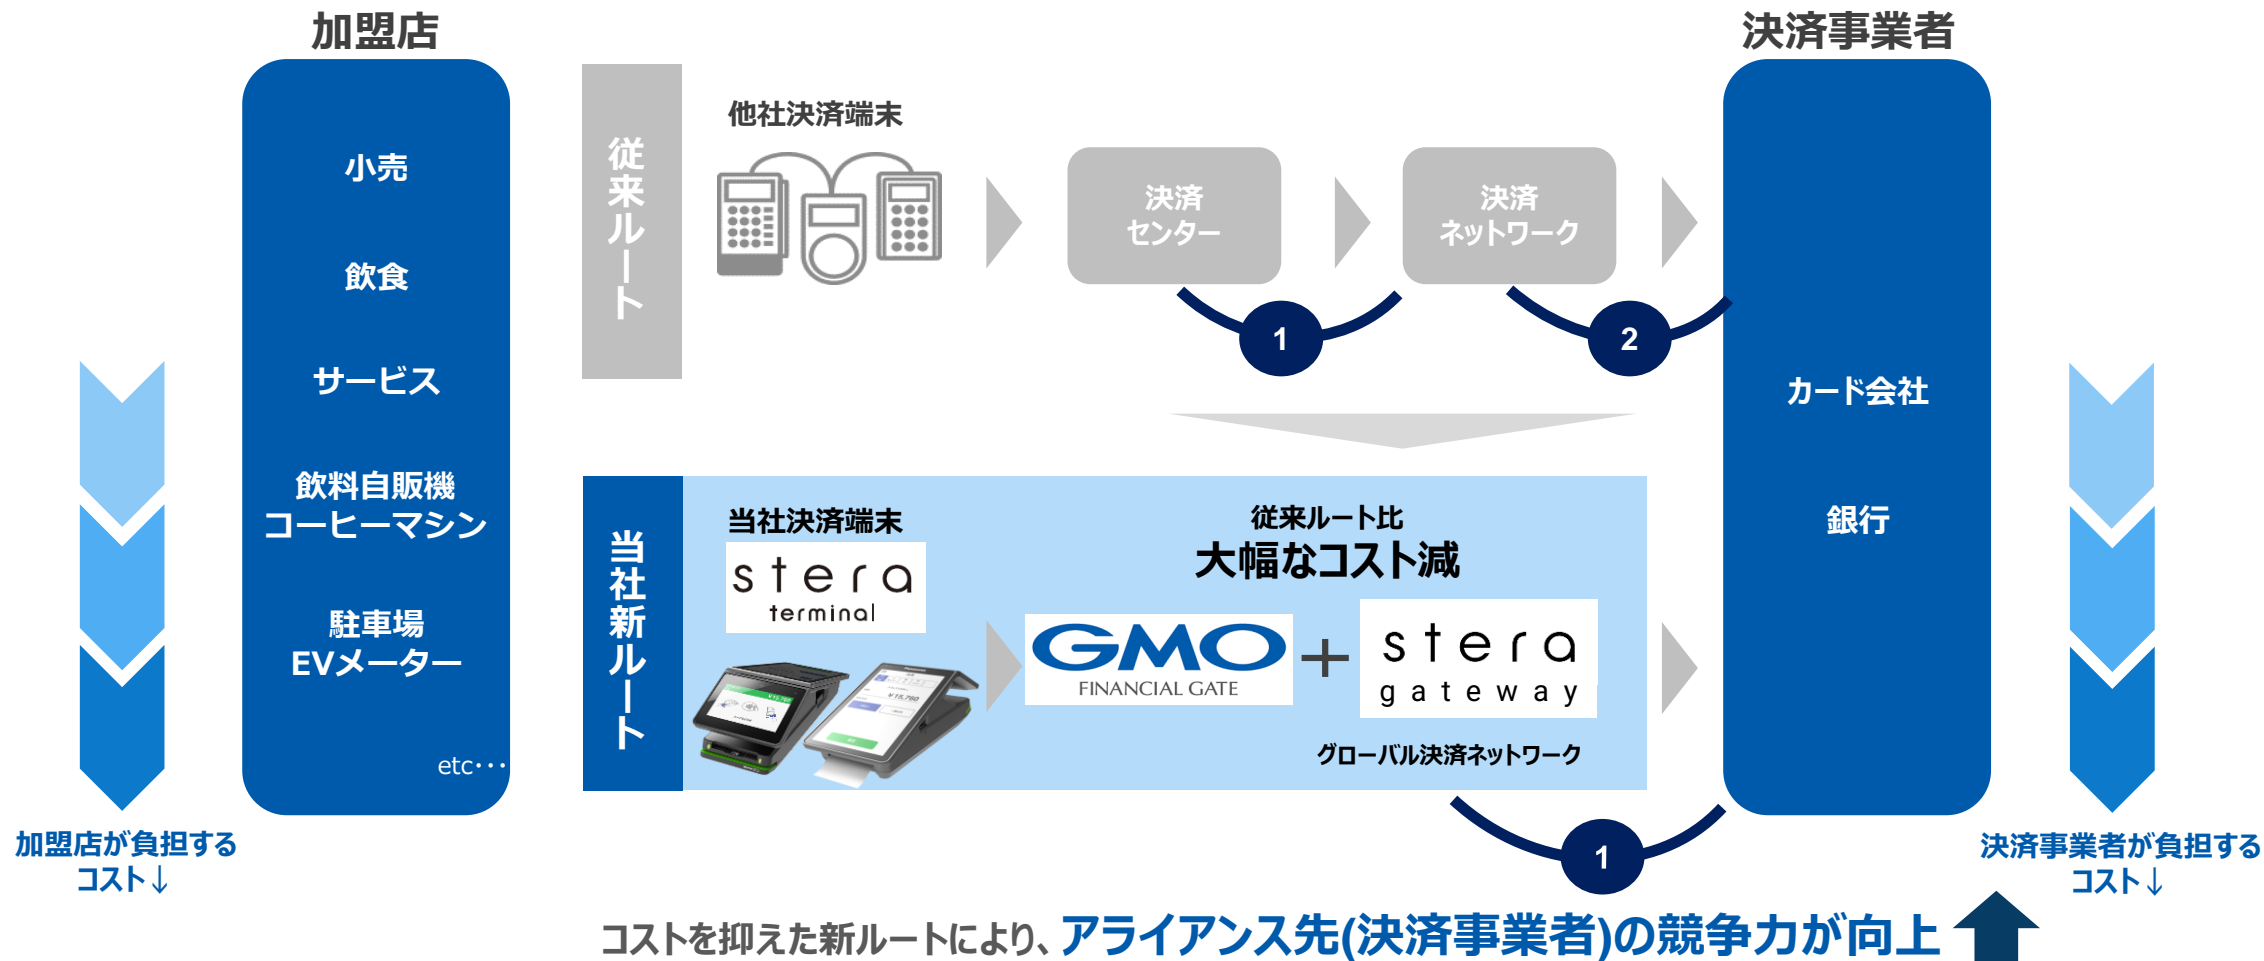 加盟店
小売
飲食
サービス
飲料自販機
コーヒーマシン
駐車場
EVメーター
etc・・・
加盟店が負担する
コスト↓
従来ルート
他社決済端末
決済
センター
決済
ネットワーク
1
2
当社新ルート
当社決済端末
stera
terminal
従来ルート比
大幅なコスト減
GMO
FINANCIAL GATE
+
stera
gateway
グローバル決済ネットワーク
1
決済事業者
カード会社
銀行
決済事業者が負担する
コスト↓
コストを抑えた新ルートにより、アライアンス先(決済事業者)の競争力が向上